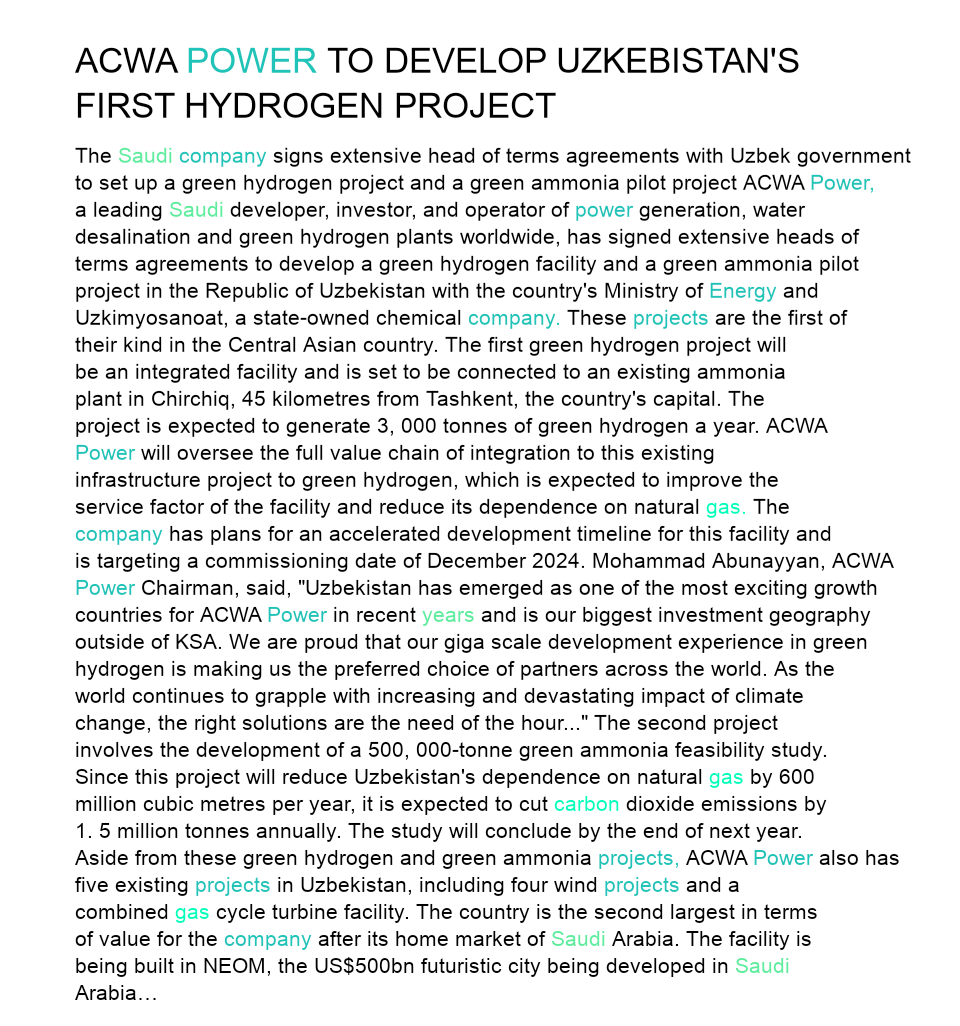 ACWA POWER TO DEVELOP UZKEBISTAN'S
FIRST HYDROGEN PROJECT
The Saudi company signs extensive head of terms agreements with Uzbek government
to set up a green hydrogen project and a green ammonia pilot project ACWA Power,
a leading Saudi developer, investor, and operator of power generation, water
desalination and green hydrogen plants worldwide, has signed extensive heads of
terms agreements to develop a green hydrogen facility and a green ammonia pilot
project in the Republic of Uzbekistan with the country's Ministry of Energy and
Uzkimyosanoat, a state-owned chemical company. These projects are the first of
their kind in the Central Asian country. The first green hydrogen project will
be an integrated facility and is set to be connected to an existing ammonia
plant in Chirchiq, 45 kilometres from Tashkent, the country's capital. The
project is expected to generate 3, 000 tonnes of green hydrogen a year. ACWA
Power will oversee the full value chain of integration to this existing
infrastructure project to green hydrogen, which is expected to improve the
service factor of the facility and reduce its dependence on natural gas. The
company has plans for an accelerated development timeline for this facility and
is targeting a commissioning date of December 2024. Mohammad Abunayyan, ACWA
Power Chairman, said, "Uzbekistan has emerged as one of the most exciting growth
countries for ACWA Power in recent years and is our biggest investment geography
outside of KSA. We are proud that our giga scale development experience in green
hydrogen is making us the preferred choice of partners across the world. As the
world continues to grapple with increasing and devastating impact of climate
change, the right solutions are the need of the hour..." The second project
involves the development of a 500, 000-tonne green ammonia feasibility study.
Since this project will reduce Uzbekistan's dependence on natural gas by 600
million cubic metres per year, it is expected to cut carbon dioxide emissions by
1. 5 million tonnes annually. The study will conclude by the end of next year.
Aside from these green hydrogen and green ammonia projects, ACWA Power also has
five existing projects in Uzbekistan, including four wind projects and a
combined gas cycle turbine facility. The country is the second largest in terms
of value for the company after its home market of Saudi Arabia. The facility is
being built in NEOM, the US$500bn futuristic city being developed in Saudi
Arabia…